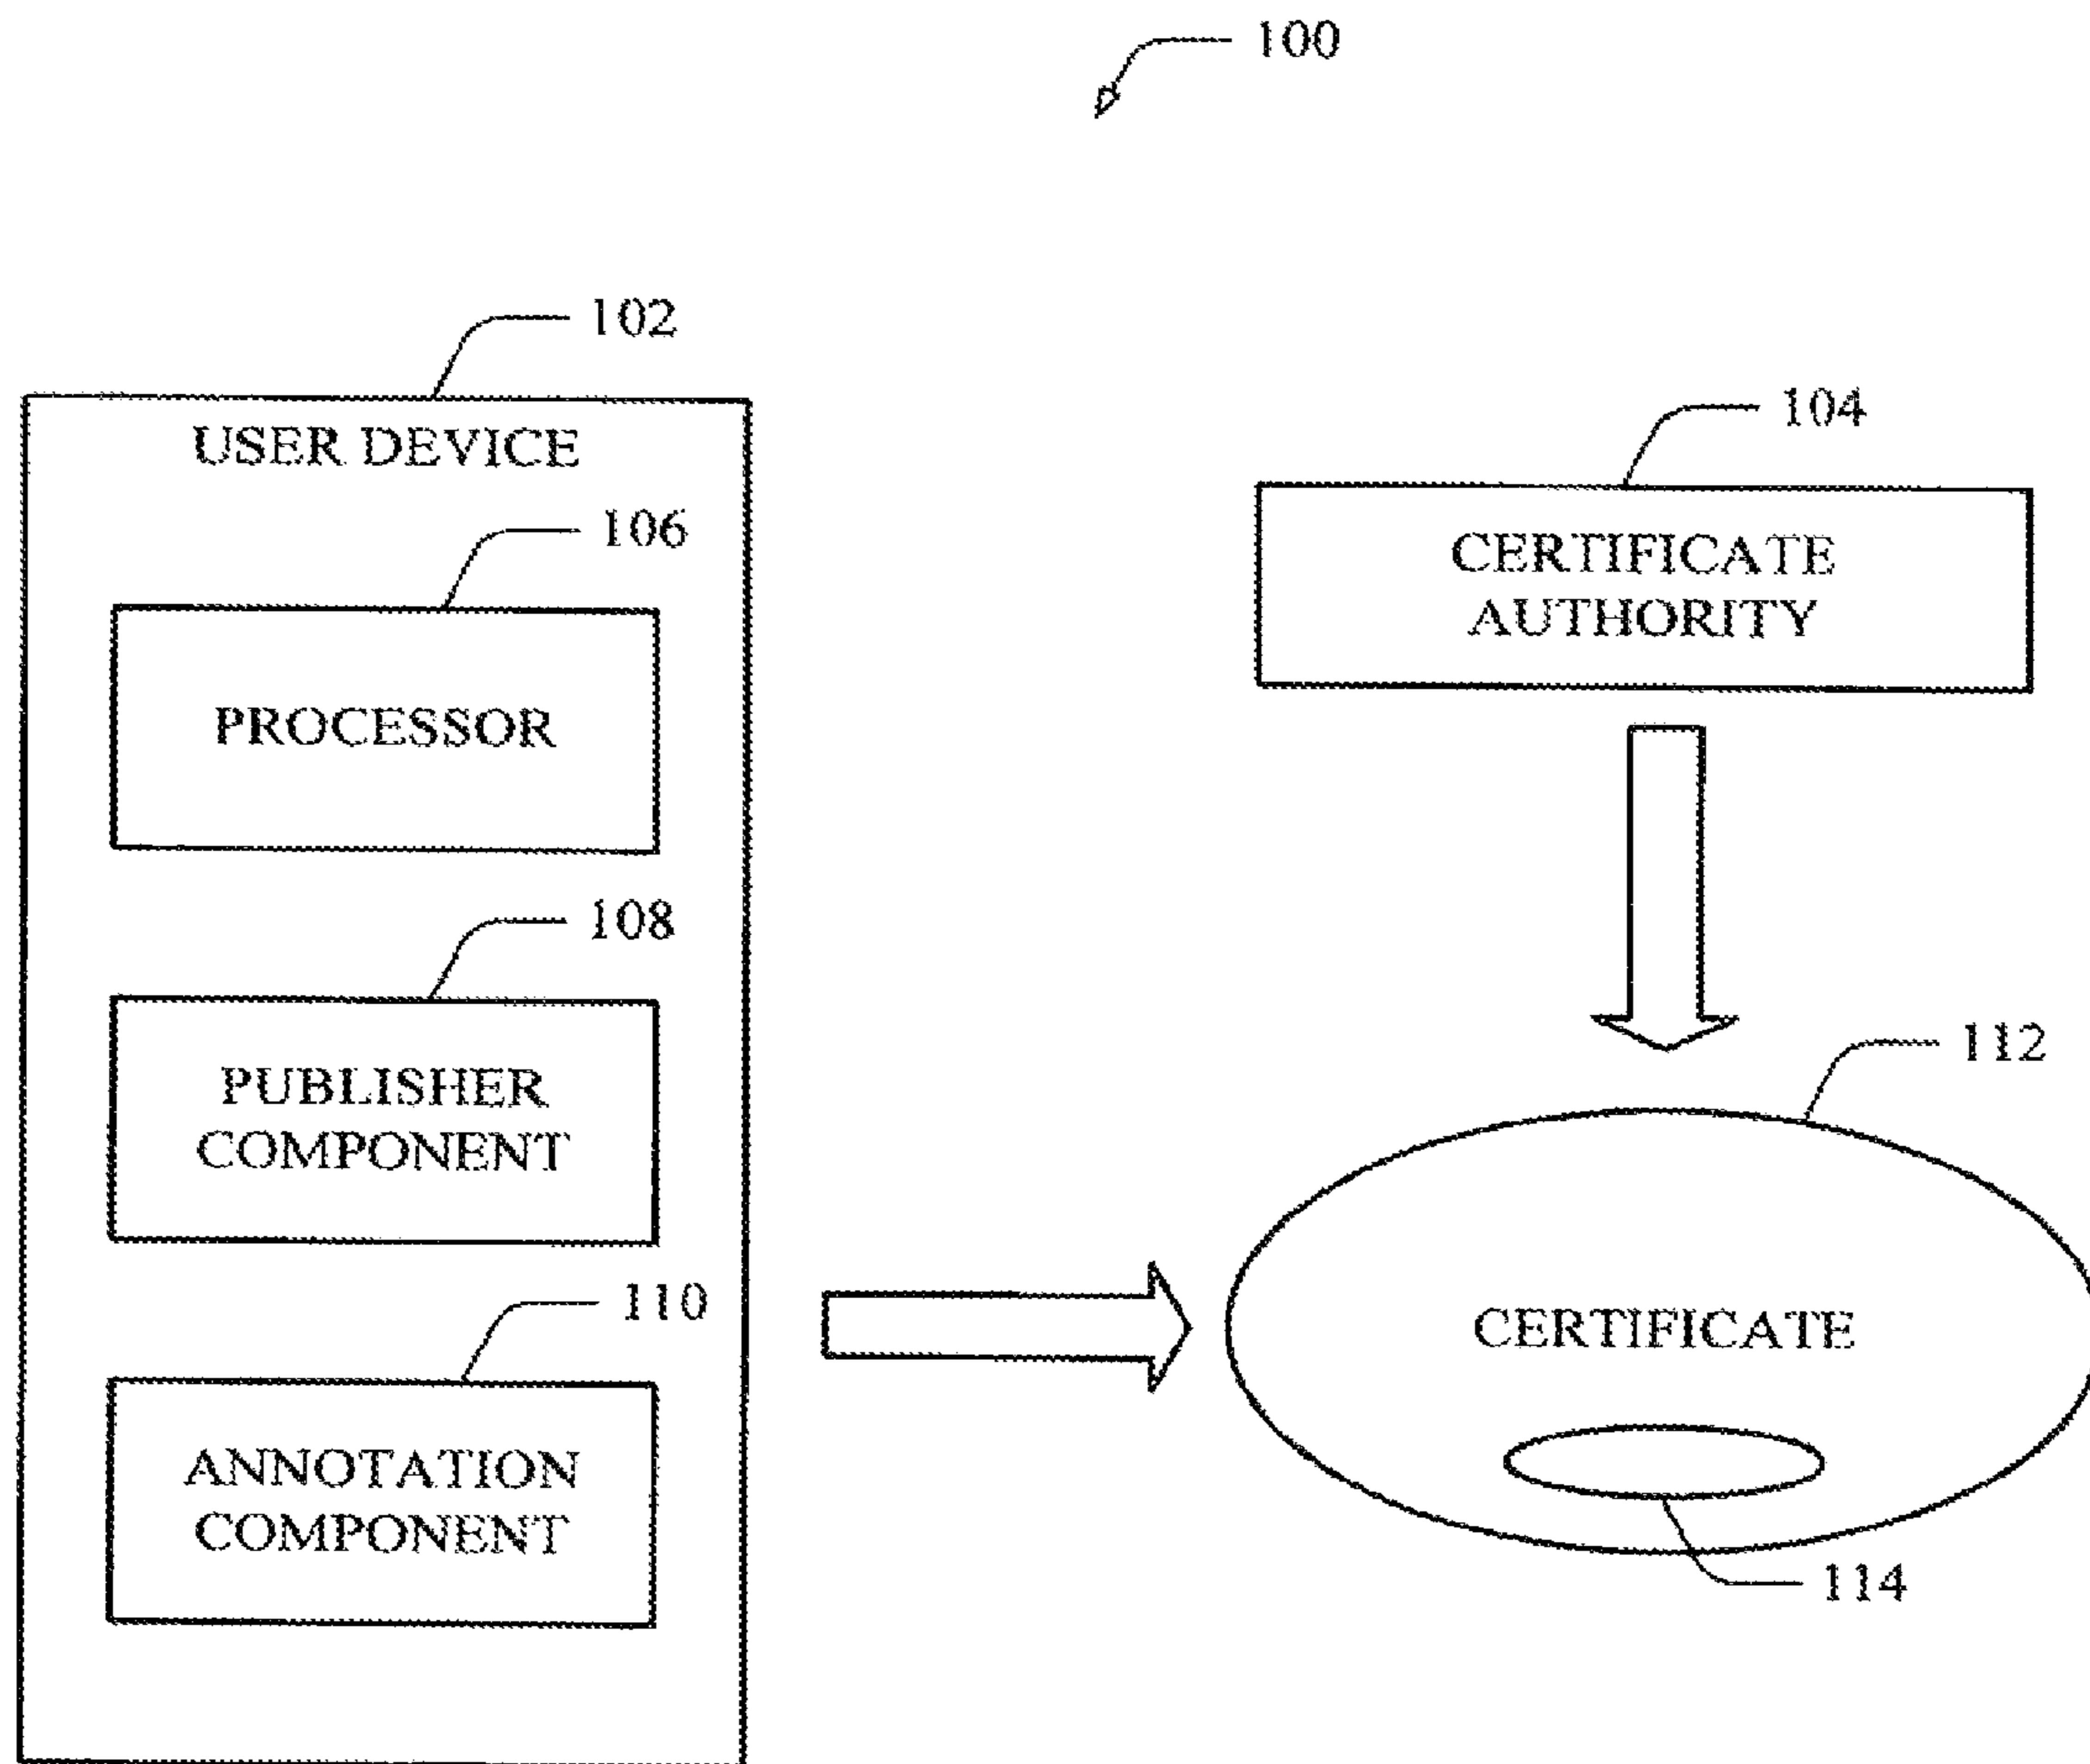 100
102
USER DEVICE
106
PROCESSOR
108
PUBLISHER
COMPONENT
110
ANNOTATION
COMPONENT
104
CERTIFICATE
AUTHORITY
112
CERTIFICATE
114